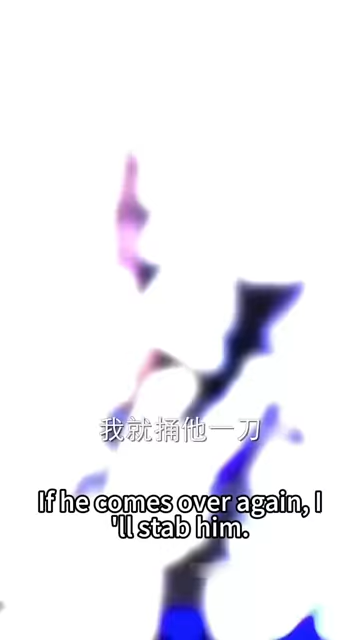 我就捅他一刀
If he comes over again, I
'll stab him.